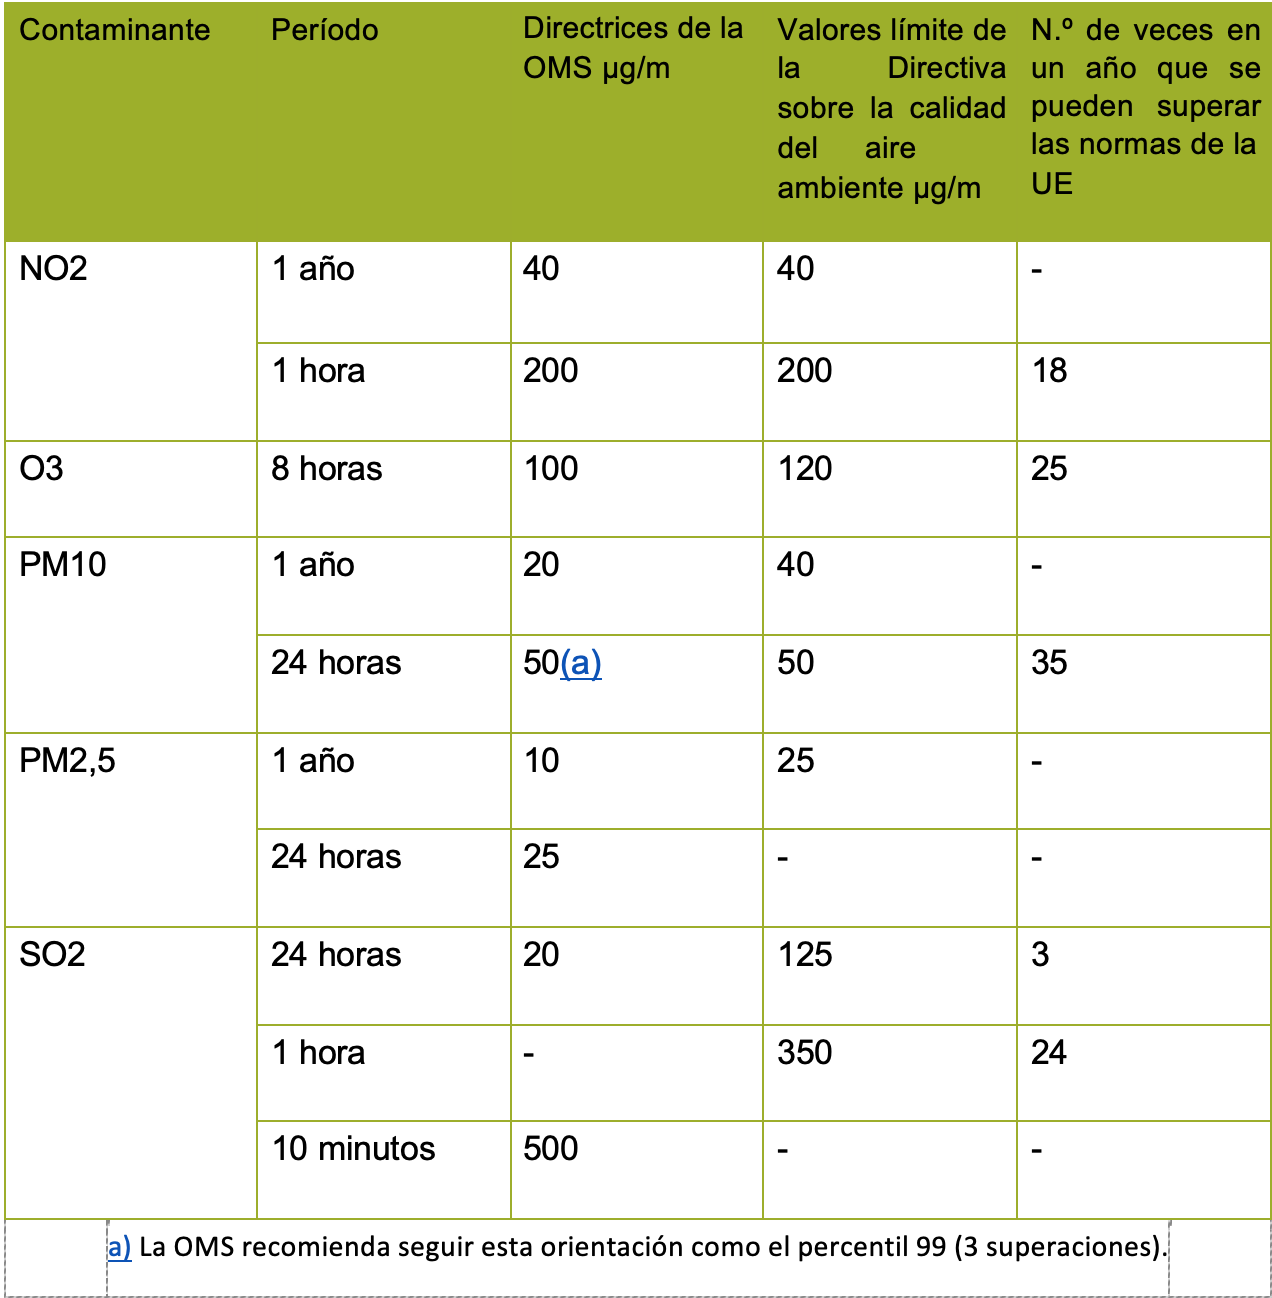 Contaminante Período Directrices de la OMS µg/m Valores límite de la Directiva sobre la calidad del aire ambiente µg/m N.º de veces en un año que se pueden superar las normas de la UE
NO2 1 año 40 40 -
1 hora 200 200 18
O3 8 horas 100 120 25
PM10 1 año 20 40 -
24 horas 50(a) 50 35
PM2,5 1 año 10 25 -
24 horas 25 - -
SO2 24 horas 20 125 3
1 hora - 350 24
10 minutos 500 - -
a) La OMS recomienda seguir esta orientación como el percentil 99 (3 superaciones).